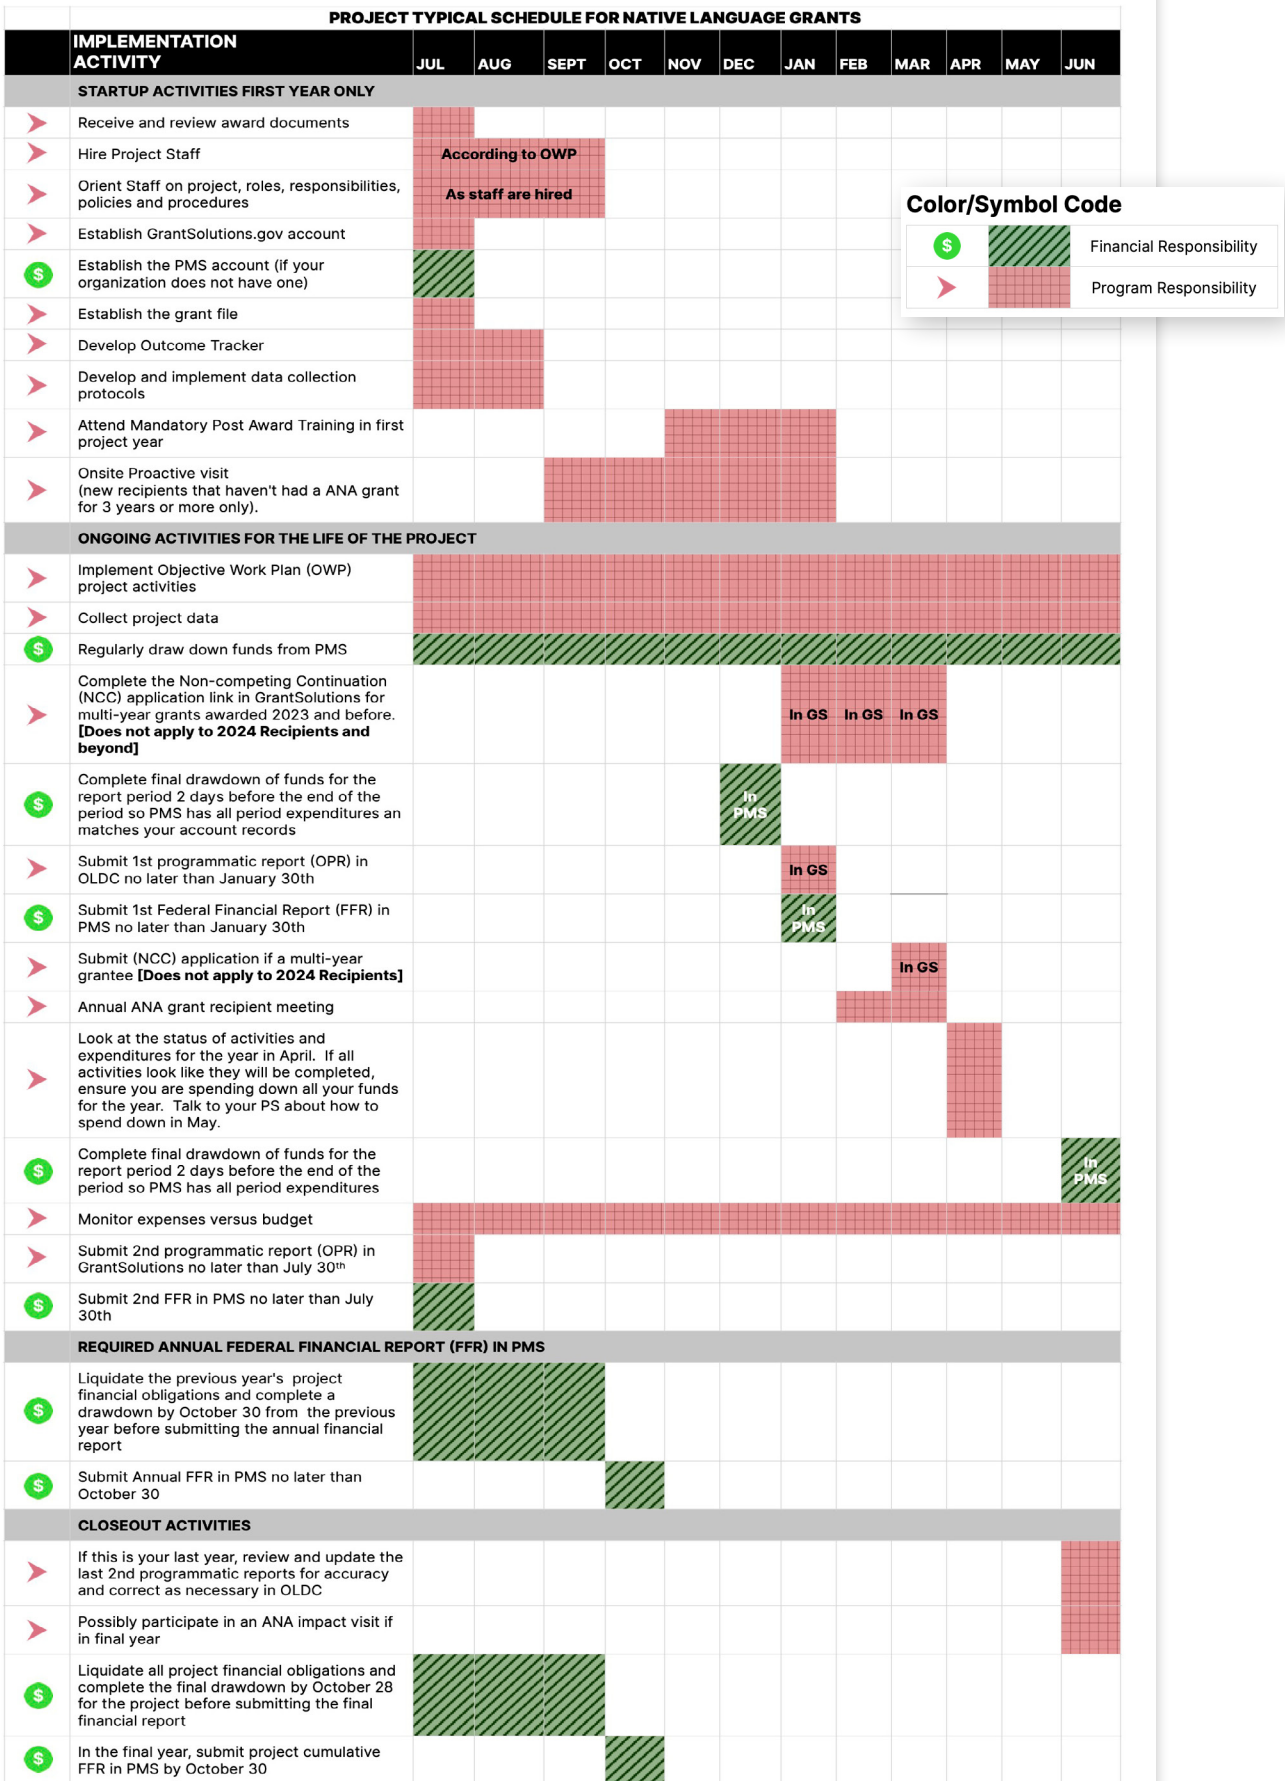 PROJECT TYPICAL SCHEDULE FOR NATIVE LANGUAGE GRANTS
IMPLEMENTATION
ACTIVITY
JUL AUG SEPT OCT NOV DEC JAN FEB MAR APR MAY JUN
STARTUP ACTIVITIES FIRST YEAR ONLY
Receive and review award documents
Hire Project Staff
According to OWP
Orient Staff on project, roles, responsibilities,
policies and procedures
As staff are hired
Color/Symbol Code
$ Financial Responsibility
Program Responsibility
Establish GrantSolutions.gov account
$ Establish the PMS account (if your
organization does not have one)
Establish the grant file
Develop Outcome Tracker
Develop and implement data collection
protocols
Attend Mandatory Post Award Training in first
project year
Onsite Proactive visit
(new recipients that haven't had a ANA grant
for 3 years or more only).
ONGOING ACTIVITIES FOR THE LIFE OF THE PROJECT
Implement Objective Work Plan (OWP)
project activities
Collect project data
$ Regularly draw down funds from PMS
Complete the Non-competing Continuation
(NCC) application link in GrantSolutions for
multi-year grants awarded 2023 and before.
[Does not apply to 2024 Recipients and
beyond]
In GS In GS In GS
$ Complete final drawdown of funds for the
report period 2 days before the end of the
period so PMS has all period expenditures an
matches your account records
In
PMS
Submit 1st programmatic report (OPR) in
OLDC no later than January 30th
In GS
$ Submit 1st Federal Financial Report (FFR) in
PMS no later than January 30th
In
PMS
Submit (NCC) application if a multi-year
grantee [Does not apply to 2024 Recipients]
In GS
Annual ANA grant recipient meeting
Look at the status of activities and
expenditures for the year in April. If all
activities look like they will be completed,
ensure you are spending down all your funds
for the year. Talk to your PS about how to
spend down in May.
$ Complete final drawdown of funds for the
report period 2 days before the end of the
period so PMS has all period expenditures
In
PMS
Monitor expenses versus budget
Submit 2nd programmatic report (OPR) in
GrantSolutions no later than July 30th
$ Submit 2nd FFR in PMS no later than July
30th
REQUIRED ANNUAL FEDERAL FINANCIAL REPORT (FFR) IN PMS
$ Liquidate the previous year's project
financial obligations and complete a
drawdown by October 30 from the previous
year before submitting the annual financial
report
$ Submit Annual FFR in PMS no later than
October 30
CLOSEOUT ACTIVITIES
If this is your last year, review and update the
last 2nd programmatic reports for accuracy
and correct as necessary in OLDC
Possibly participate in an ANA impact visit if
in final year
$ Liquidate all project financial obligations and
complete the final drawdown by October 28
for the project before submitting the final
financial report
$ In the final year, submit project cumulative
FFR in PMS by October 30